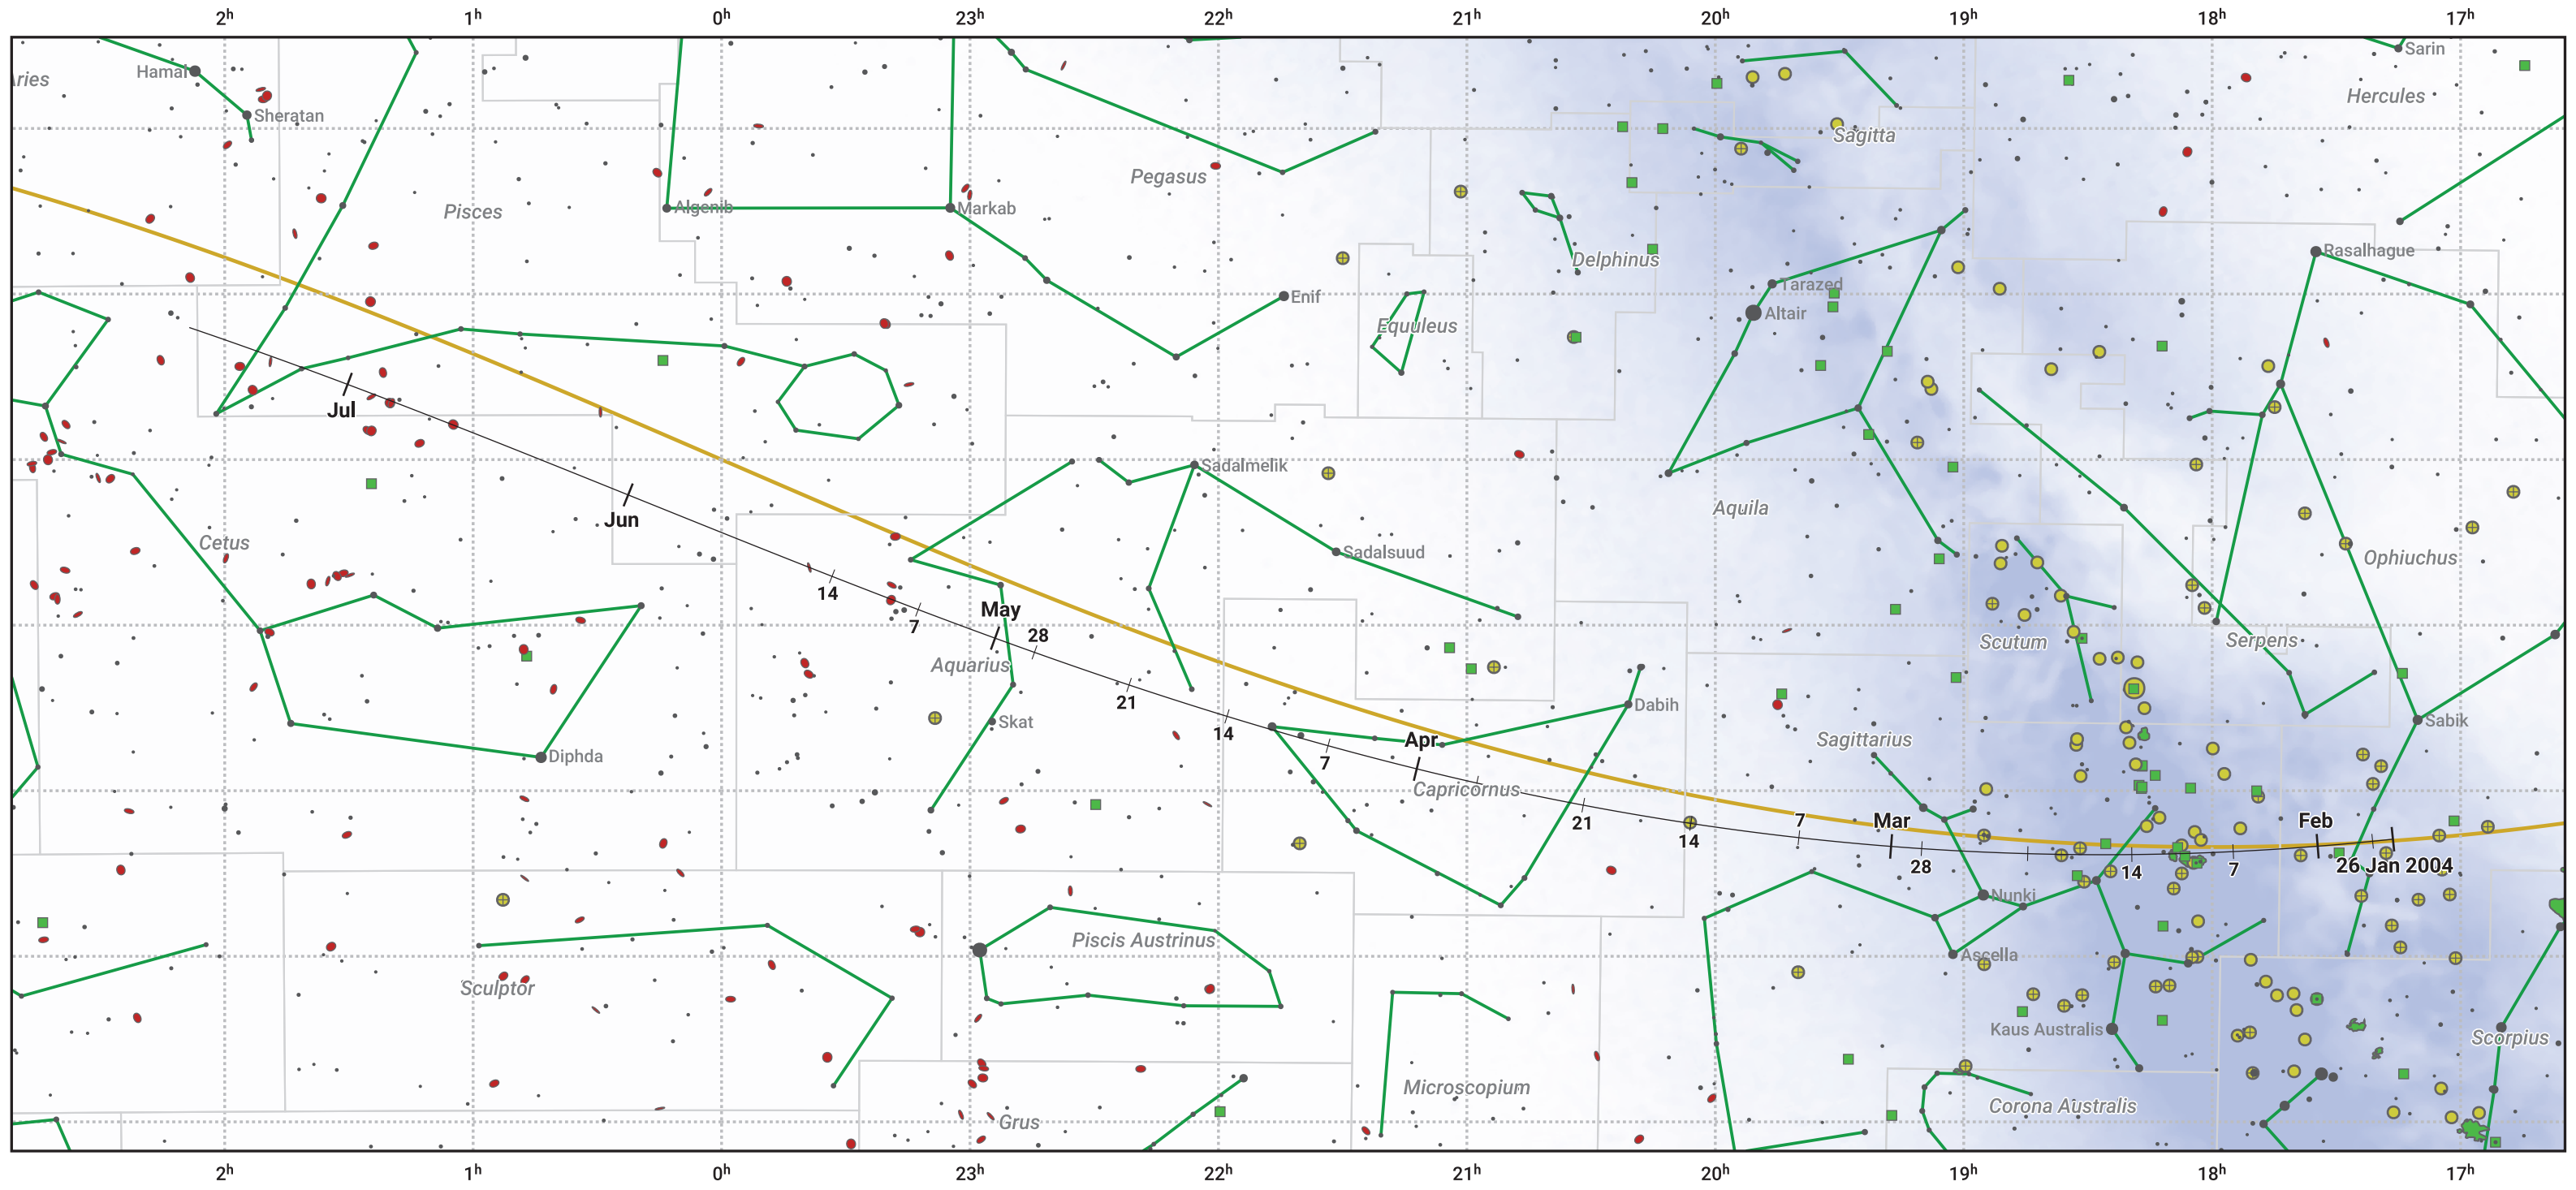 2h 1h 0h 23h 22h 21h 20h 19h 18h 17h
Sarin
Hamal
ries
Hercules
Sheratan
Sagitta
Pegasus
Pisces
Algenib
Markab
Rasalhague
Delphinus
Tarazed
Enif
Altair
Equuleus
Jul
Sadalmelik
Aquila
Jun
Cetus
Sadalsuud
Ophiuchus
14
May
7
28
Scutum
Serpens
Aquarius
21
Dabih
Skat
14
Sabik
Apr
Sagittarius
Diphda
7
Capricornus
21
7
Mar
Feb
14
28
14
7
26 Jan 2004
Nunki
Piscis Austrinus
Ascella
Sculptor
Kaus Australis
Scorpius
Microscopium
Corona Australis
Grus
2h 1h 0h 23h 22h 21h 20h 19h 18h 17h